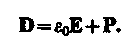 D = ε₀E + P.